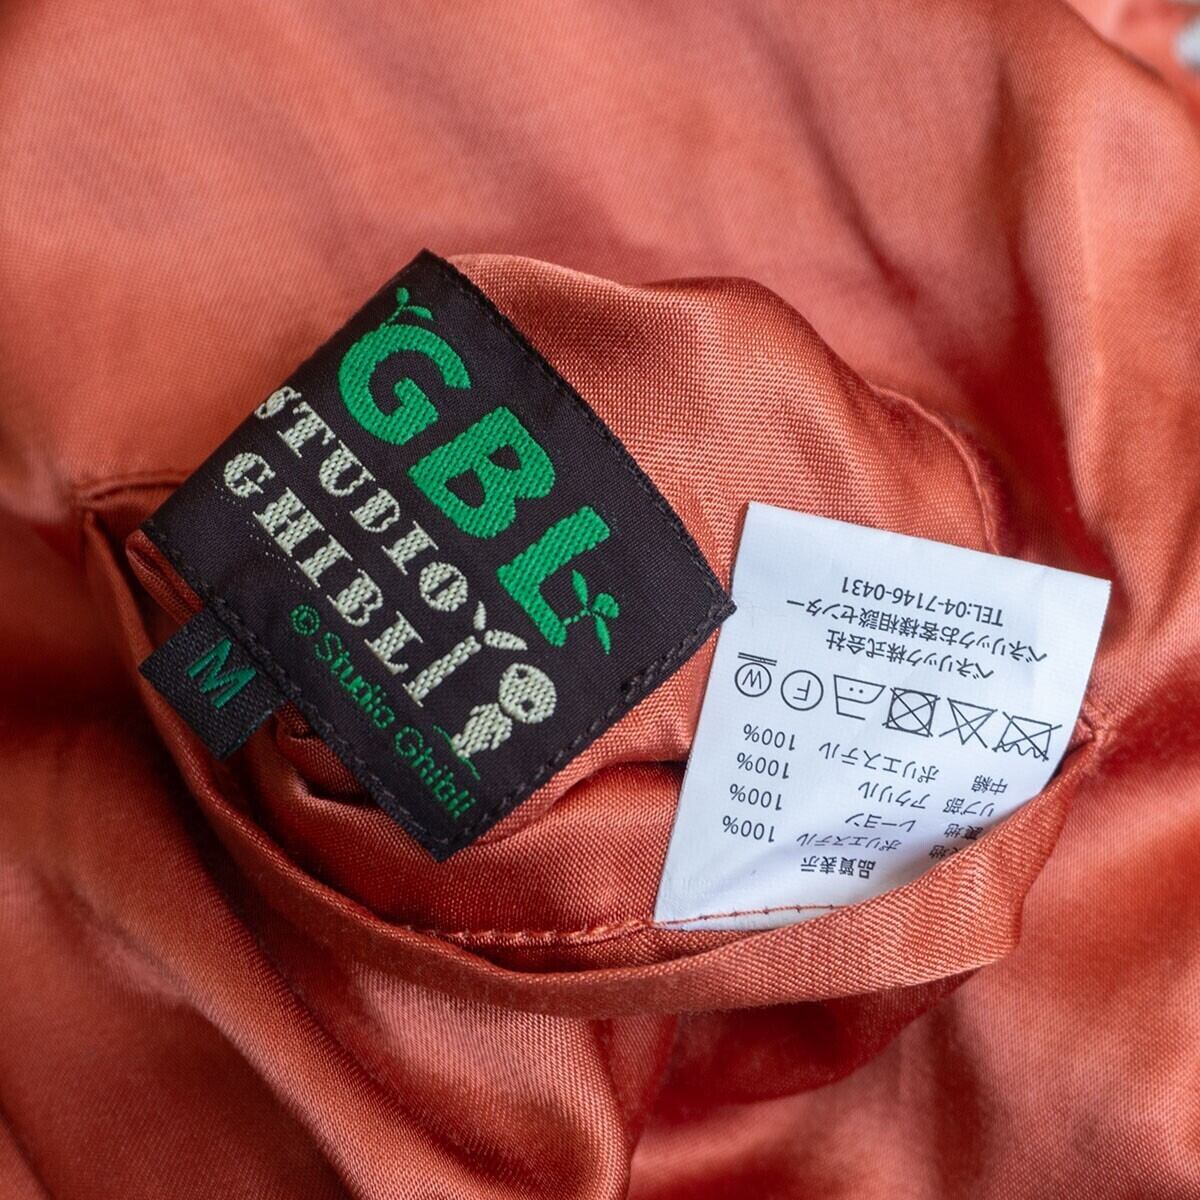 GBL
STUDIO
GHIBLI
© Studio Ghibli
M
品質表示
地 ポリエステル 100%
裏地 レーヨン 100%
リブ部 アクリル 100%
中綿 ポリエステル 100%
F
W
ベネリック株式会社
ベネリックお客様相談センター
TEL:04-7146-0431